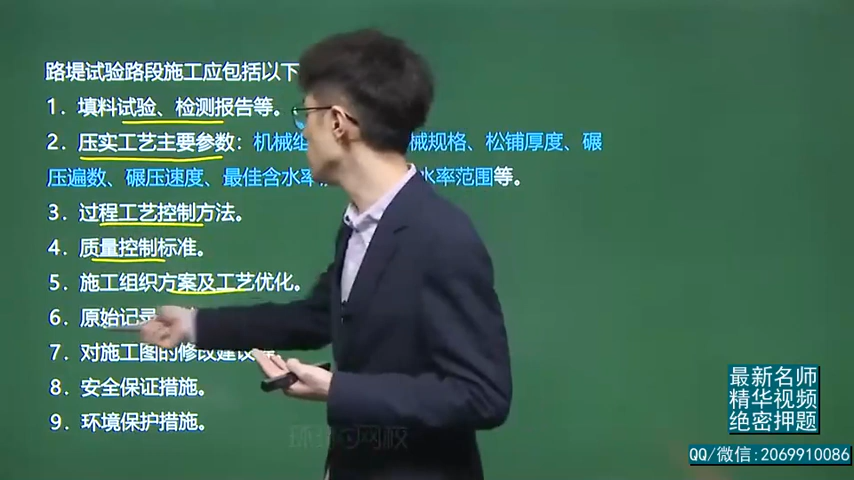 路堤试验路段施工应包括以下
1．填料试验、检测报告等。
2．压实工艺主要参数：机械组 械规格、松铺厚度、碾
压遍数、碾压速度、最佳含水率 水率范围等。
3．过程工艺控制方法。
4．质量控制标准。
5．施工组织方案及工艺优化。
6．原始记录
7．对施工图的修改建议等。
8．安全保证措施。
9．环境保护措施。
网校
最新名师
精华视频
绝密押题
QQ/微信:2069910086